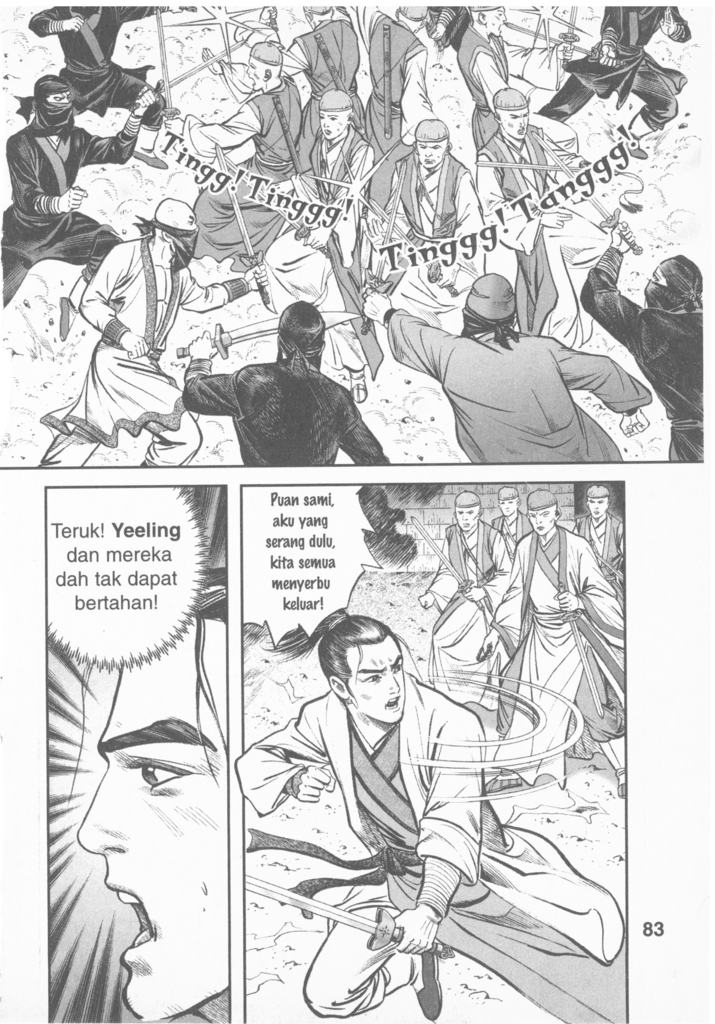 Tingg! Tinggg!
Tinggg! Tanggg!
Teruk! Yeeling
dan mereka
dah tak dapat
bertahan!
Puan sami,
aku yang
serang dulu,
kita semua
menyerbu
keluar!
83